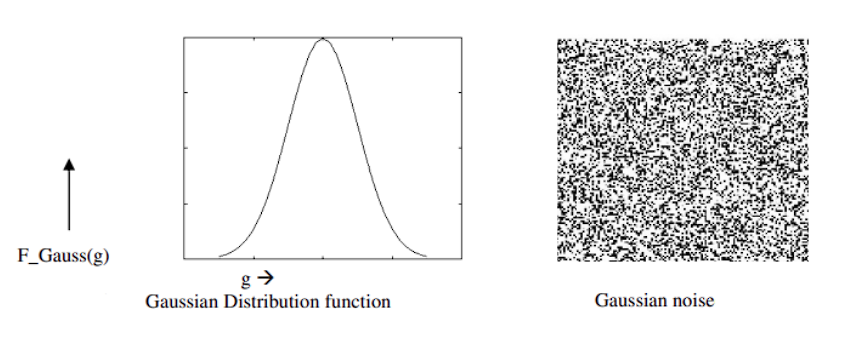 F_Gauss(g)
g →
Gaussian Distribution function
Gaussian noise